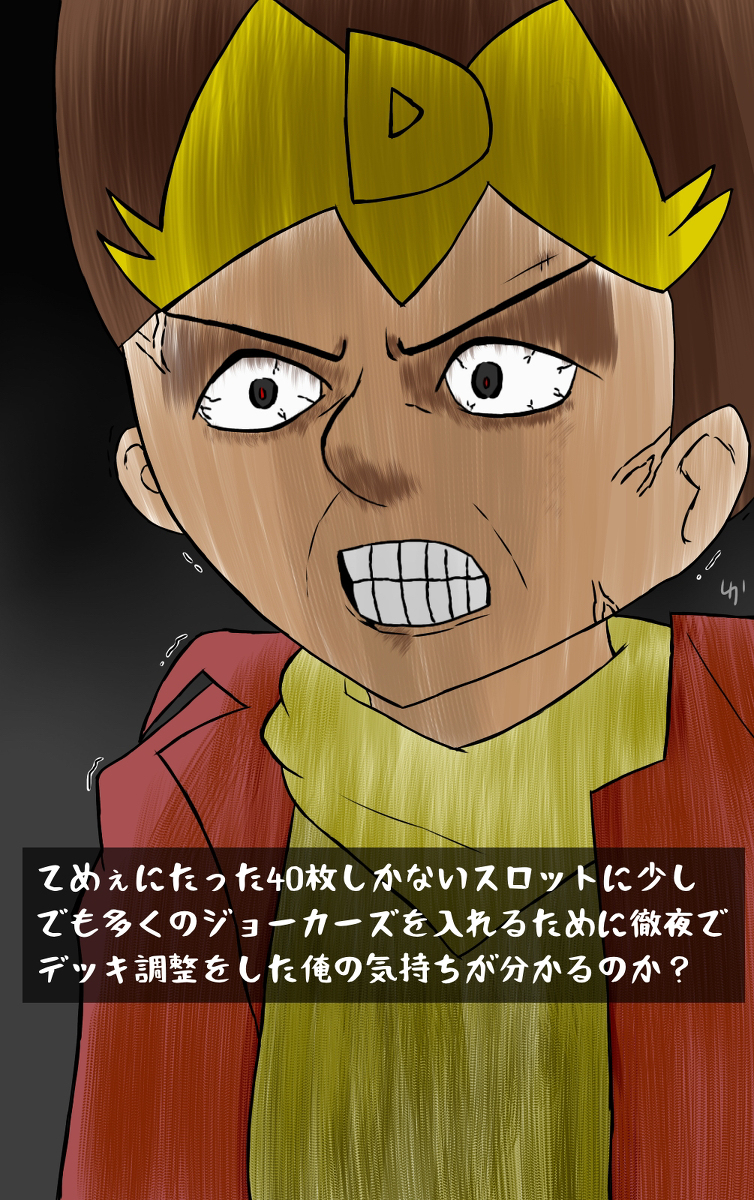 D
てめぇにたった40枚しかないスロットに少し
でも多くのジョーカーズを入れるために徹夜で
デッキ調整をした俺の気持ちが分かるのか？